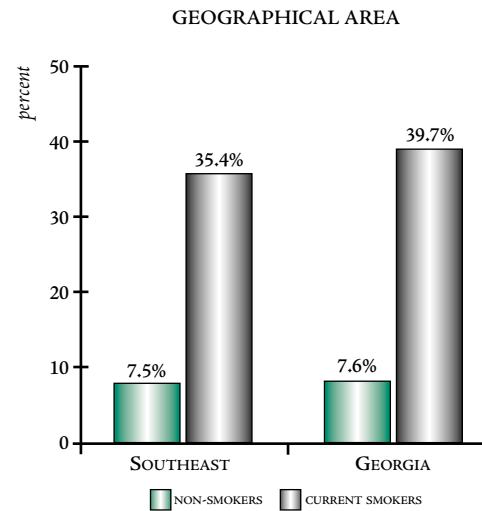 GEOGRAPHICAL AREA
percent
50
40
30
20
10
0
7.5%
35.4%
7.6%
39.7%
SOUTHEAST
GEORGIA
NON-SMOKERS
CURRENT SMOKERS